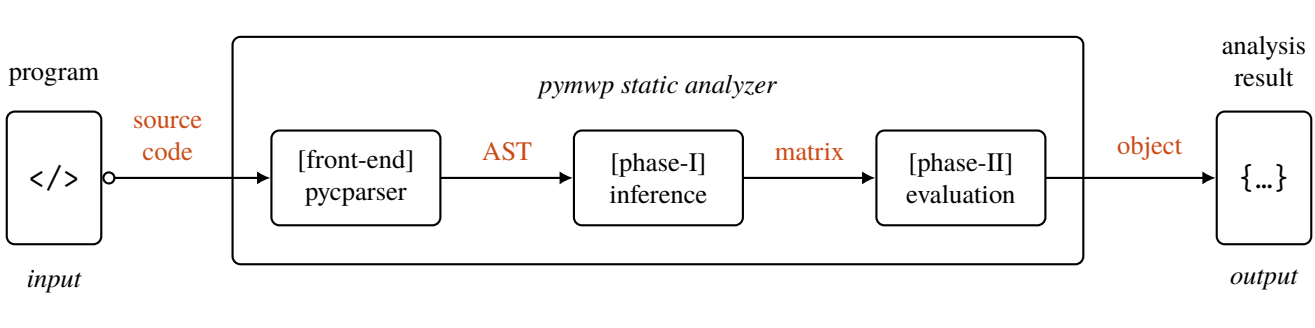 program
</>
input
source
code
pymwp static analyzer
[front-end]
pycparser
AST
[phase-I]
inference
matrix
[phase-II]
evaluation
object
analysis
result
{…}
output